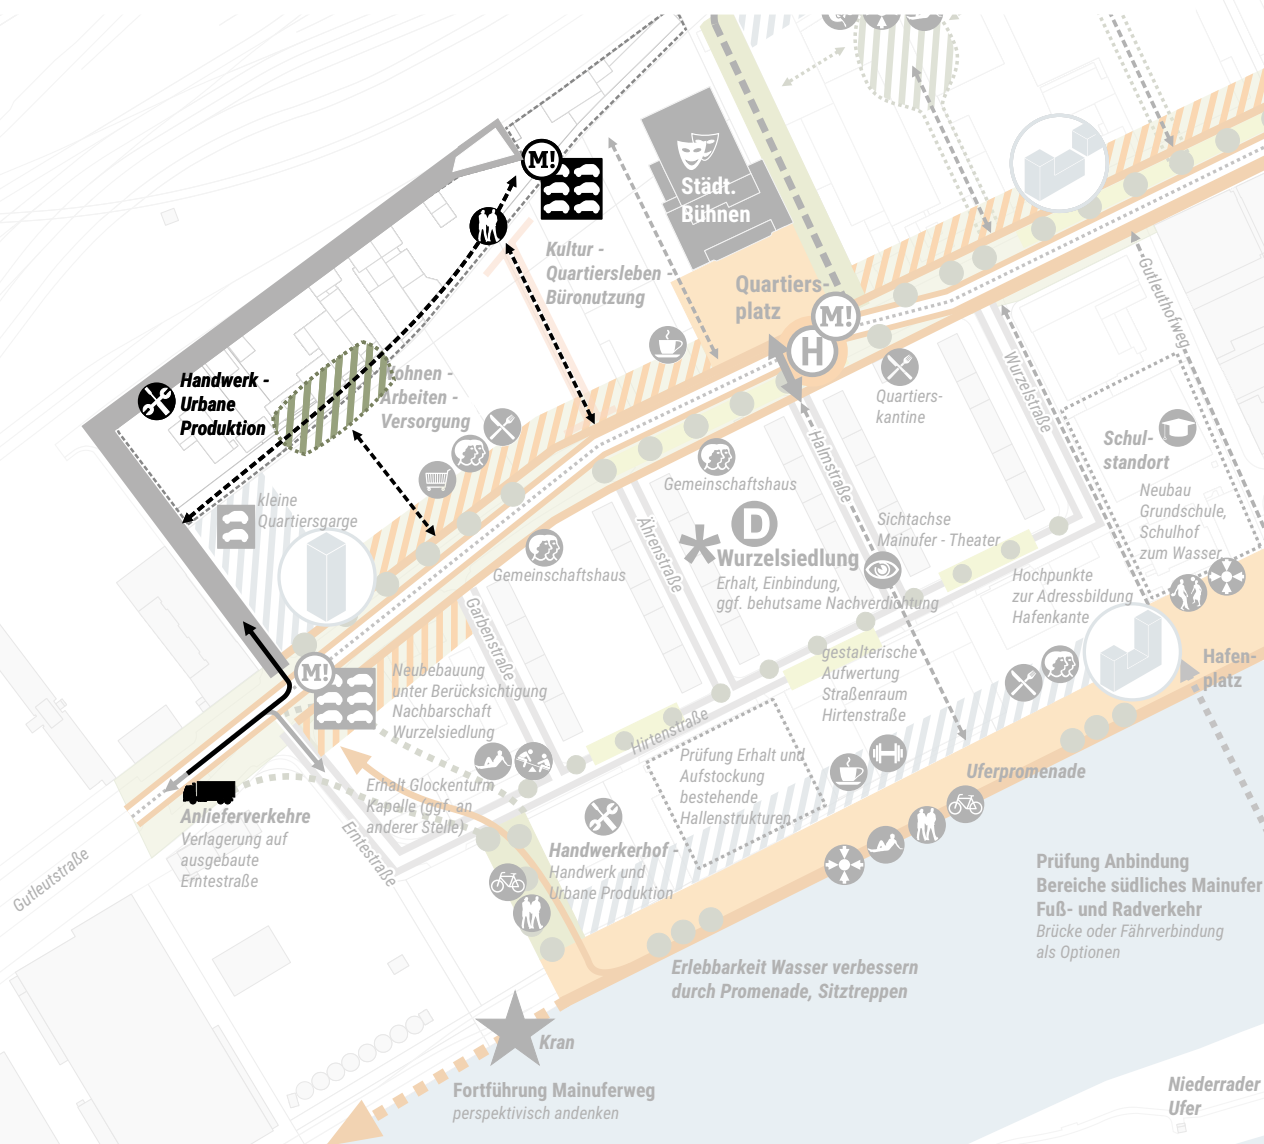 M!
Städt.
Bühnen
Kultur -
Quartiersleben -
Büronutzung
Quartiers-
platz
M!
H
Gutleuthofweg
Handwerk -
Urbane
Produktion
Wohnen -
Arbeiten -
Versorgung
Quartiers-
kantine
Wurzelstraße
Schul-
standort
Neubau
Grundschule,
Schulhof
zum Wasser
kleine
Quartiersgarge
Gemeinschaftshaus
Halmstraße
Sichtachse
Mainufer - Theater
D
Wurzelsiedlung
Erhalt, Einbindung,
ggf. behutsame Nachverdichtung
Ährenstraße
Gemeinschaftshaus
Hochpunkte
zur Adressbildung
Hafenkante
Garbenstraße
M!
Neubebauung
unter Berücksichtigung
Nachbarschaft
Wurzelsiedlung
gestalterische
Aufwertung
Straßenraum
Hirtenstraße
Hafen-
platz
Hirtenstraße
Prüfung Erhalt und
Aufstockung
bestehende
Hallenstrukturen
Uferpromenade
Erhalt Glockenturm
Kapelle (ggf. an
anderer Stelle)
Anlieferverkehre
Verlagerung auf
ausgebaute
Erntestraße
Erntestraße
Gutleutstraße
Handwerkerhof -
Handwerk und
Urbane Produktion
Prüfung Anbindung
Bereiche südliches Mainufer
Fuß- und Radverkehr
Brücke oder Fährverbindung
als Optionen
Erlebbarkeit Wasser verbessern
durch Promenade, Sitztreppen
Kran
Fortführung Mainuferweg
perspektivisch andenken
Niederrader
Ufer